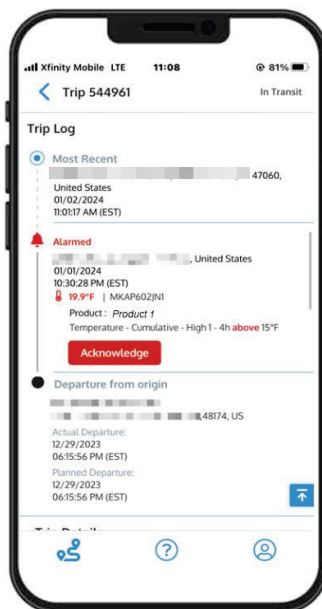 Xfinity Mobile LTE 11:08 81%
Trip 544961 In Transit
Trip Log
Most Recent
47060,
United States
01/02/2024
11:01:17 AM (EST)
Alarmed
, United States
01/01/2024
10:30:28 PM (EST)
19.9°F | MKAP602JN1
Product : Product 1
Temperature - Cumulative - High 1 - 4h above 15°F
Acknowledge
Departure from origin
,48174, US
Actual Departure:
12/29/2023
06:15:56 PM (EST)
Planned Departure:
12/29/2023
06:15:56 PM (EST)
Trip Details
?